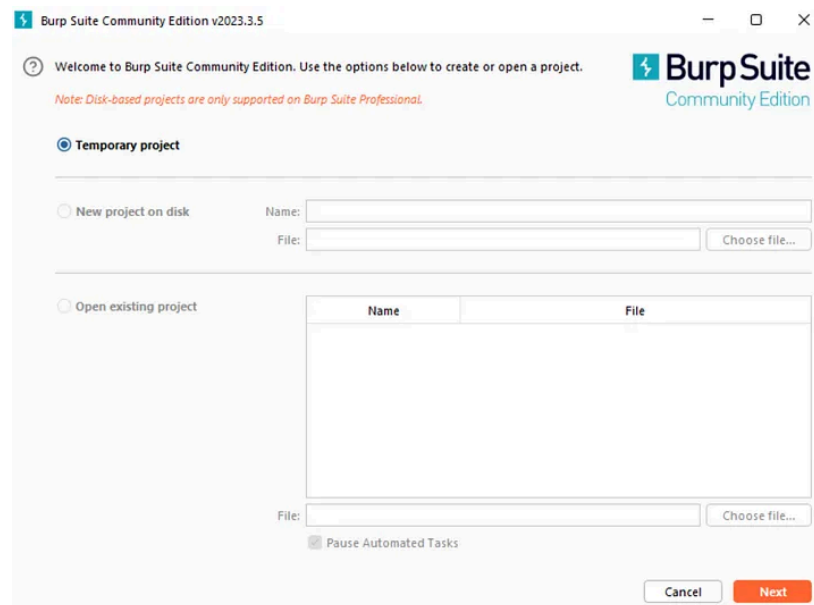 Burp Suite Community Edition v2023.3.5
Welcome to Burp Suite Community Edition. Use the options below to create or open a project.
Note: Disk-based projects are only supported on Burp Suite Professional.
Burp Suite
Community Edition
Temporary project
New project on disk
Name:
File:
Choose file...
Open existing project
Name
File
File:
Choose file...
Pause Automated Tasks
Cancel
Next